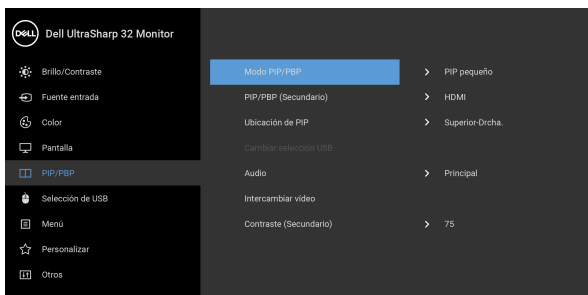 DELL Dell UltraSharp 32 Monitor
Brillo/Contraste
Fuente entrada
Color
Pantalla
PIP/PBP
Selección de USB
Menú
Personalizar
Otros
Modo PIP/PBP > PIP pequeño
PIP/PBP (Secundario) > HDMI
Ubicación de PIP > Superior-Drcha.
Cambiar selección USB
Audio > Principal
Intercambiar vídeo
Contraste (Secundario) > 75